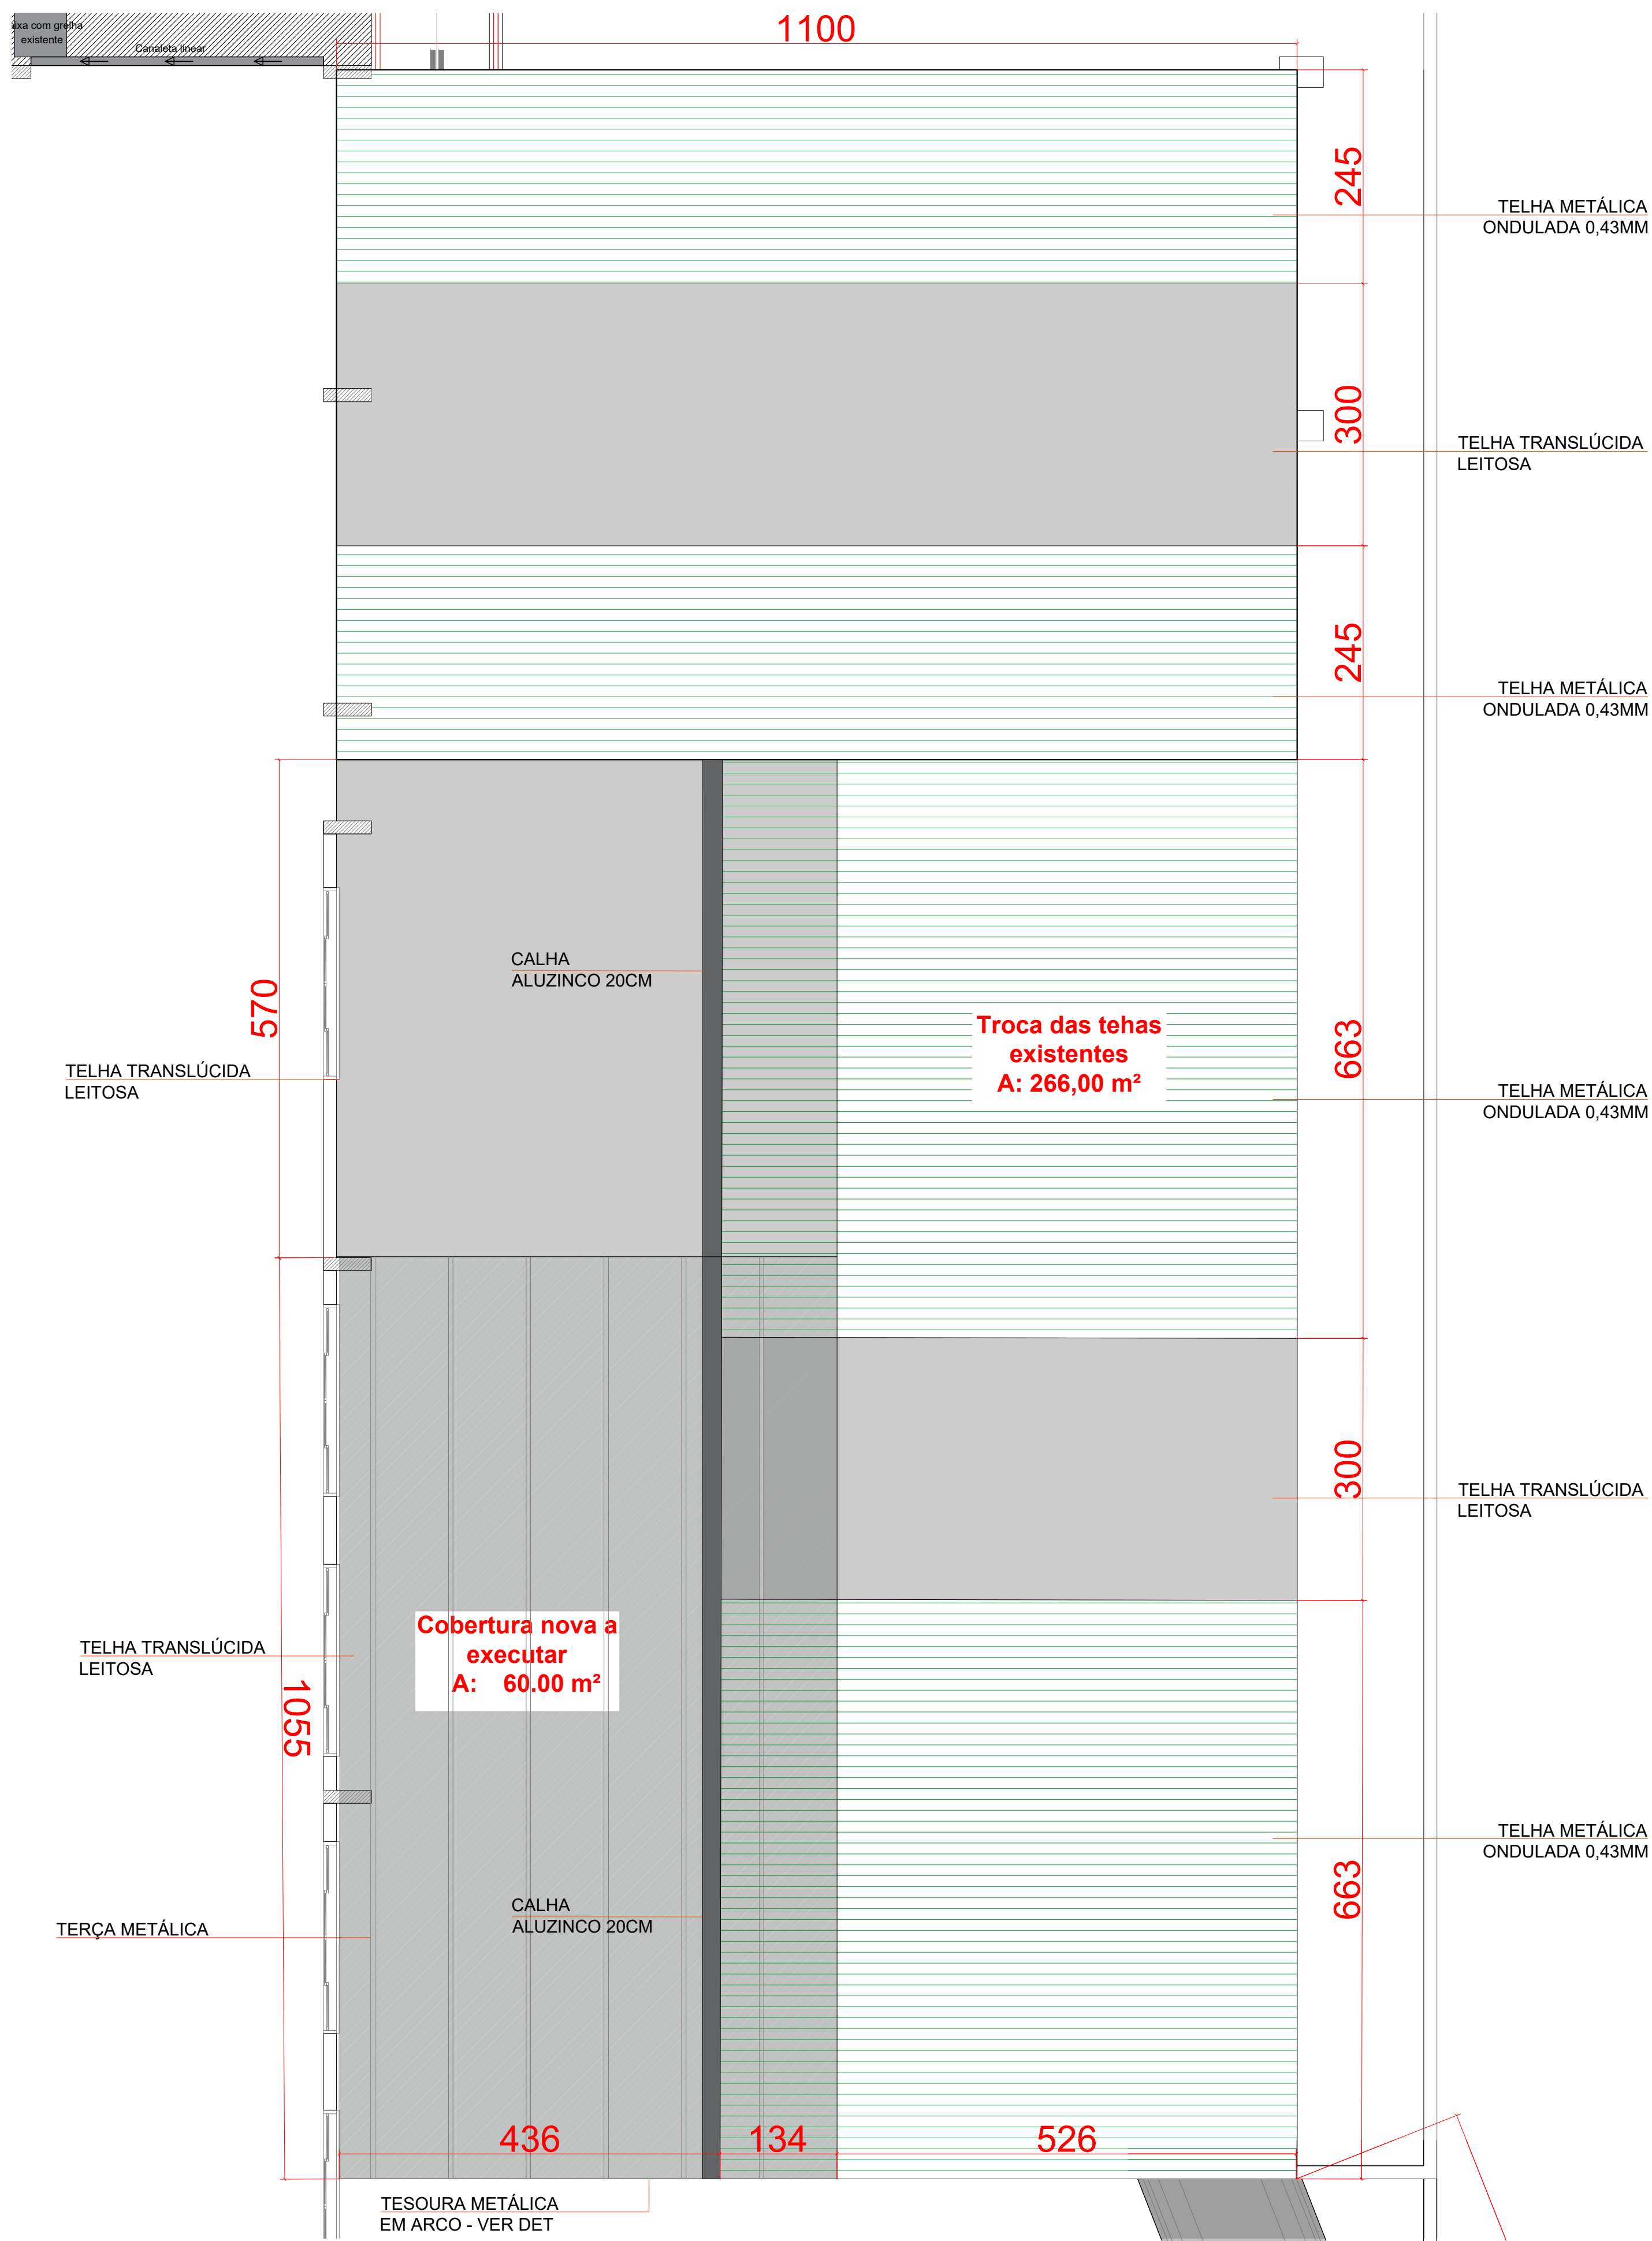 1100
ixa com grelha
existente
Canaleta linear
245
TELHA METÁLICA
ONDULADA 0,43MM
300
TELHA TRANSLÚCIDA
LEITOSA
245
TELHA METÁLICA
ONDULADA 0,43MM
570
CALHA
ALUZINCO 20CM
Troca das tehas
existentes
A: 266,00 m²
663
TELHA TRANSLÚCIDA
LEITOSA
TELHA METÁLICA
ONDULADA 0,43MM
300
TELHA TRANSLÚCIDA
LEITOSA
Cobertura nova a
executar
A: 60.00 m²
TELHA TRANSLÚCIDA
LEITOSA
1055
663
TELHA METÁLICA
ONDULADA 0,43MM
CALHA
ALUZINCO 20CM
TERÇA METÁLICA
436
134
526
TESOURA METÁLICA
EM ARCO - VER DET